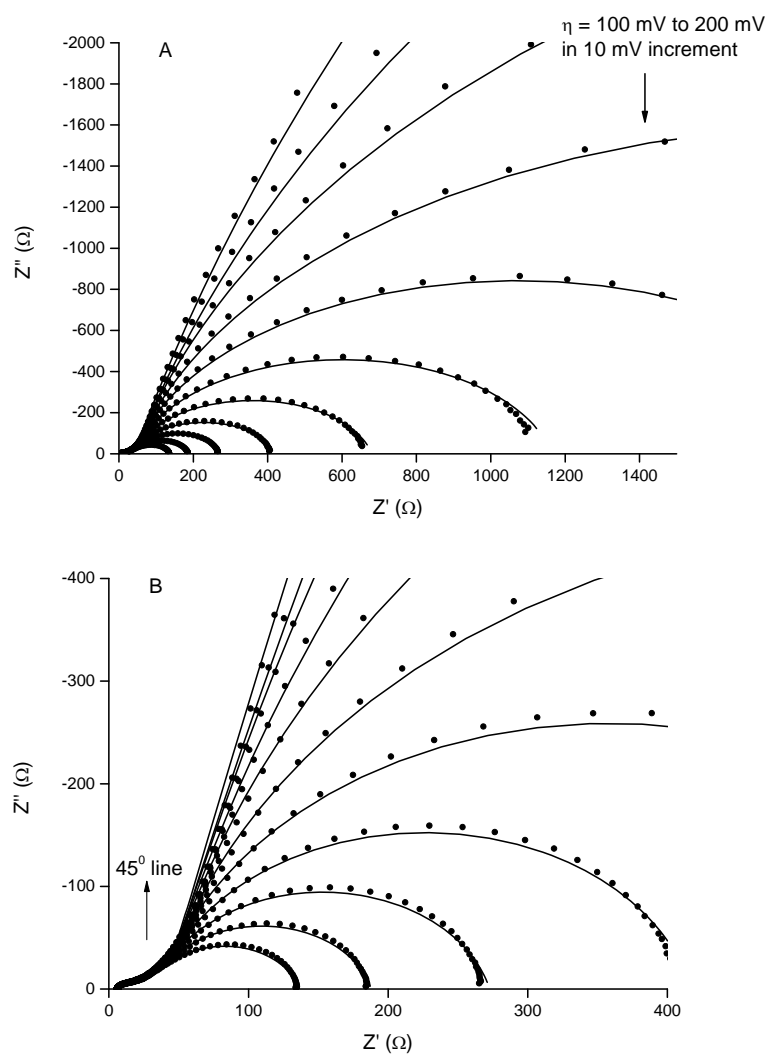 η = 100 mV to 200 mV
in 10 mV increment
A
-2000
-1800
-1600
-1400
-1200
-1000
-800
-600
-400
-200
0
Z'' (Ω)
0 200 400 600 800 1000 1200 1400
Z' (Ω)
B
-400
-300
-200
-100
0
Z'' (Ω)
45⁰ line
0 100 200 300 400
Z' (Ω)